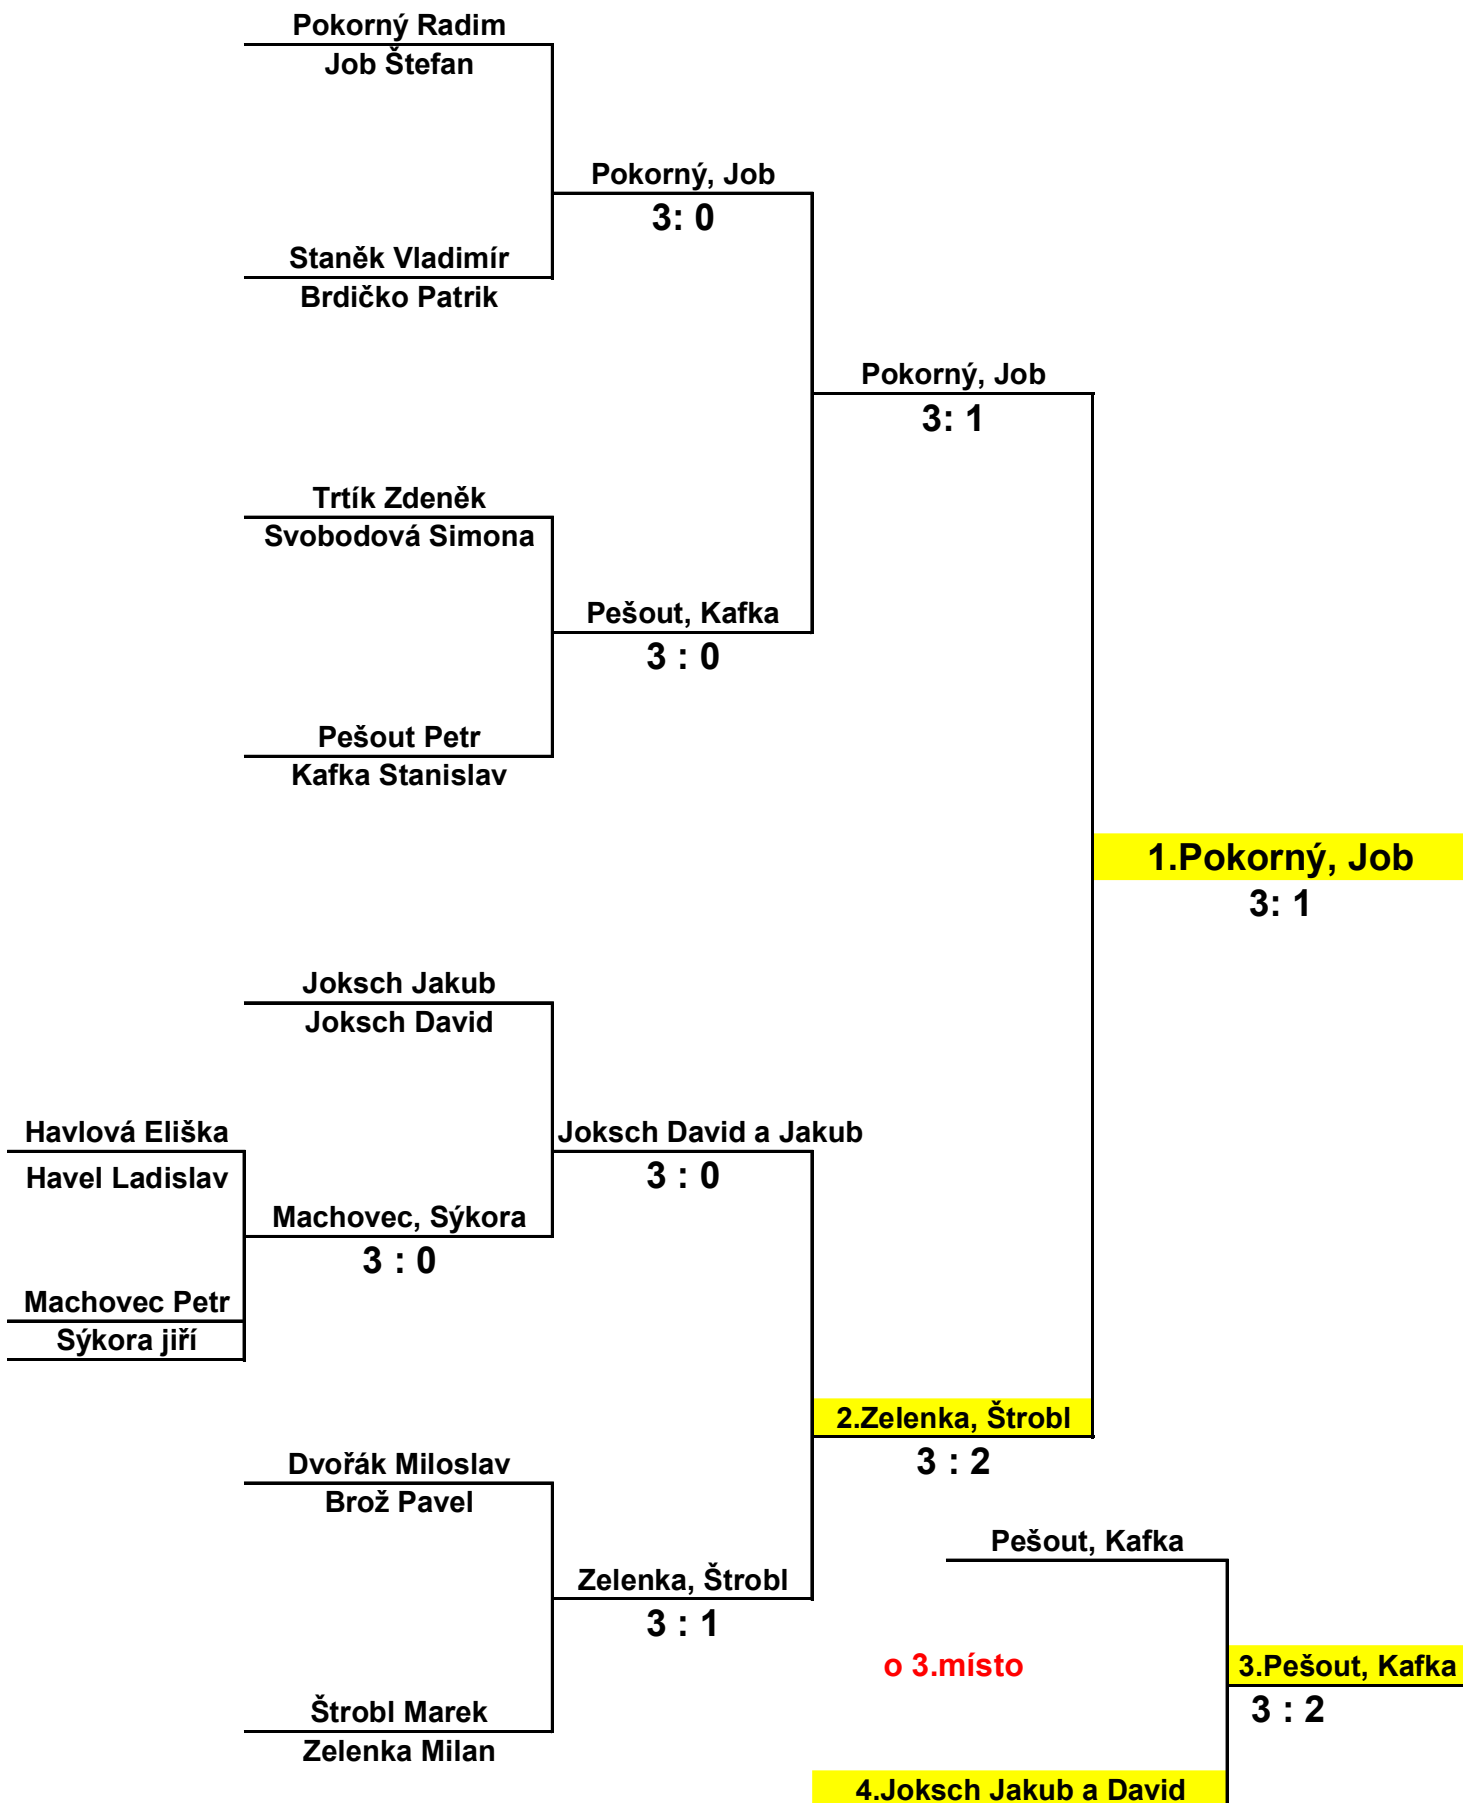 Pokorný Radim
Job Štefan
Pokorný, Job
3: 0
Staněk Vladimír
Brdičko Patrik
Pokorný, Job
3: 1
Trtík Zdeněk
Svobodová Simona
Pešout, Kafka
3 : 0
Pešout Petr
Kafka Stanislav
1.Pokorný, Job
3: 1
Joksch Jakub
Joksch David
Havlová Eliška
Havel Ladislav
Joksch David a Jakub
3 : 0
Machovec, Sýkora
3 : 0
Machovec Petr
Sýkora jiří
2.Zelenka, Štrobl
3 : 2
Dvořák Miloslav
Brož Pavel
Pešout, Kafka
Zelenka, Štrobl
3 : 1
o 3.místo
3.Pešout, Kafka
3 : 2
Štrobl Marek
Zelenka Milan
4.Joksch Jakub a David